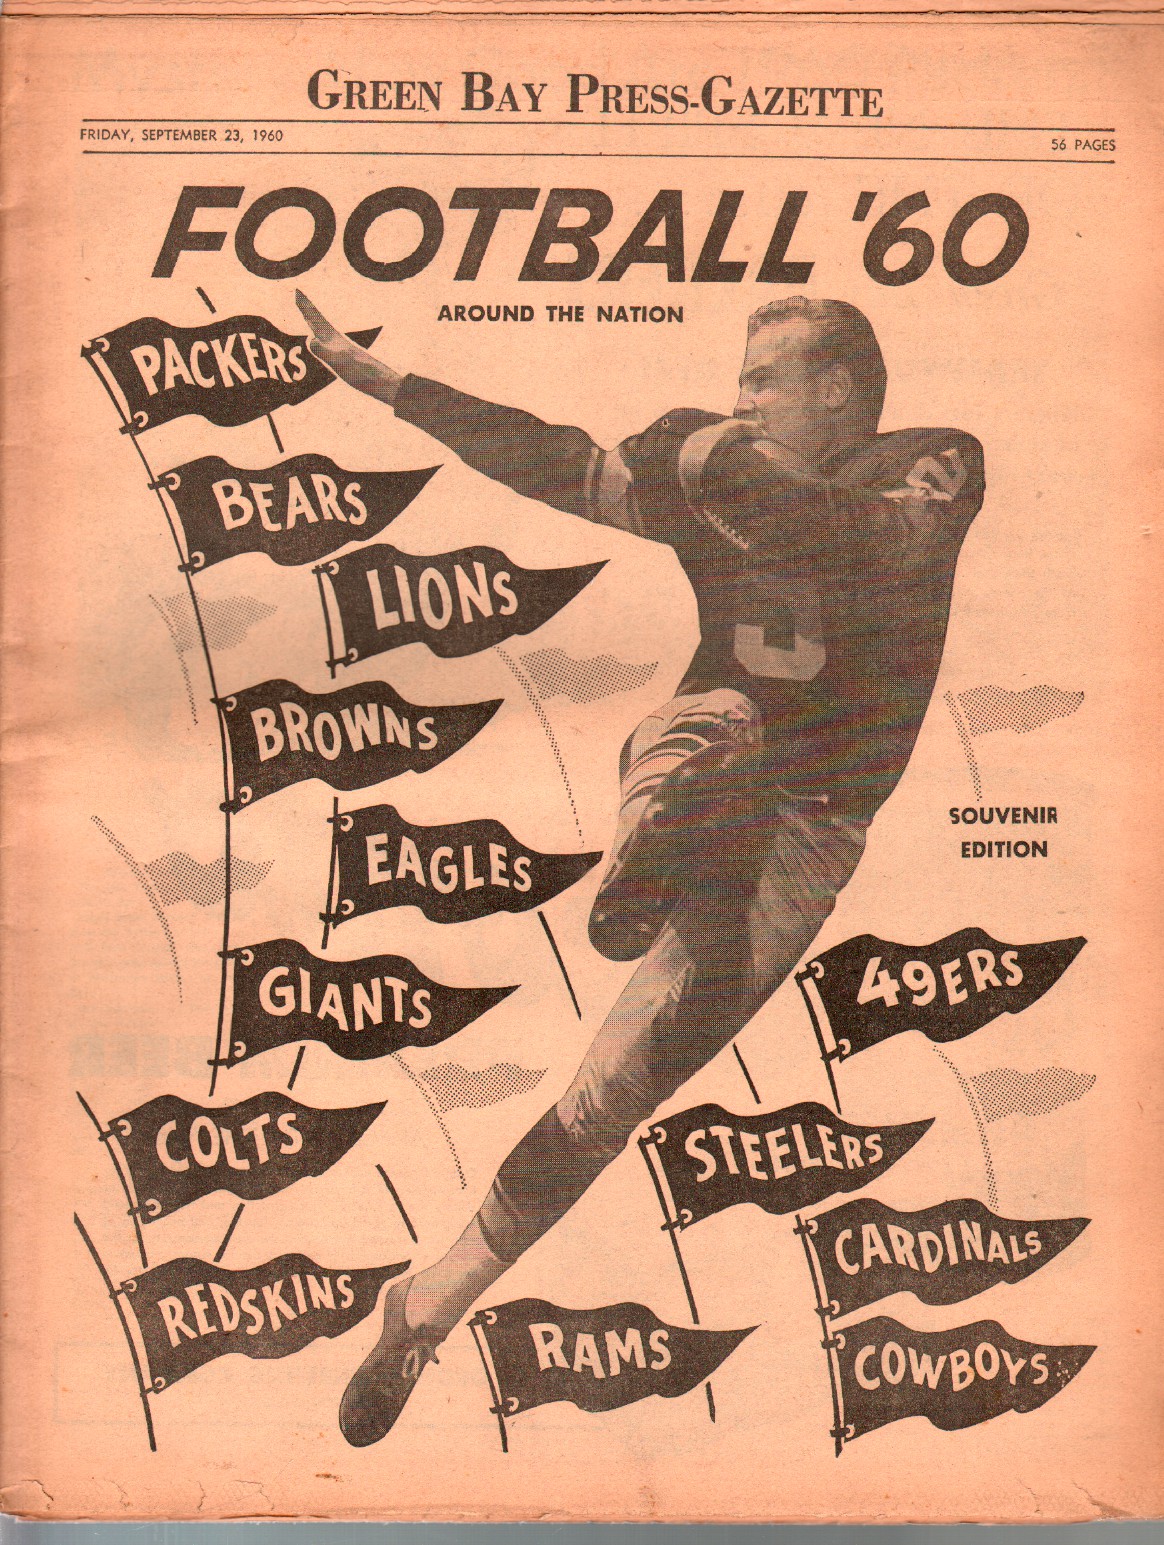 GREEN BAY PRESS-GAZETTE
FRIDAY, SEPTEMBER 23, 1960
56 PAGES
FOOTBALL '60
AROUND THE NATION
PACKERS
BEARS
LIONS
BROWNS
EAGLES
GIANTS
COLTS
REDSKINS
RAMS
SOUVENIR
EDITION
49ERS
STEELERS
CARDINALS
COWBOYS